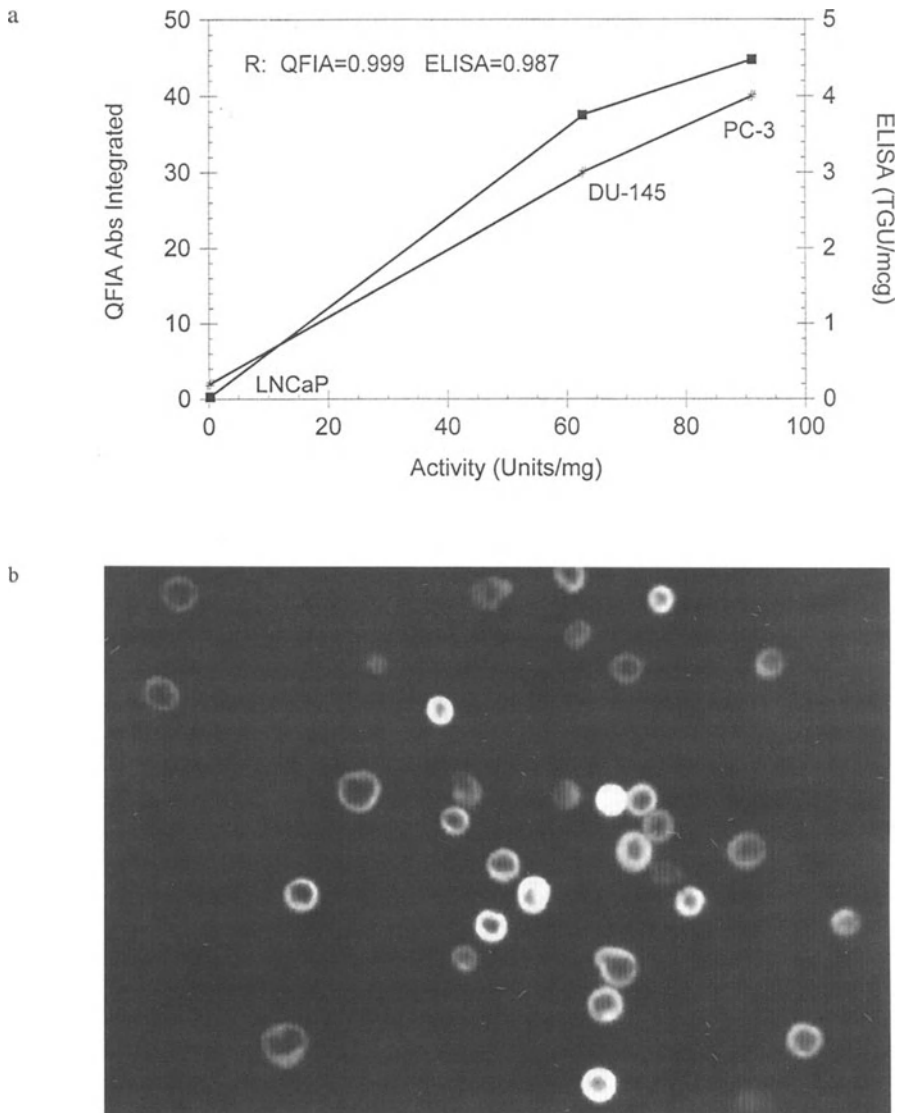 a
50
5
R: QFIA=0.999 ELISA=0.987
40
4
PC-3
30
3
DU-145
20
2
10
1
LNCaP
0
0
0 20 40 60 80 100
QFIA Abs Integrated
ELISA (TGU/mcg)
Activity (Units/mg)
b